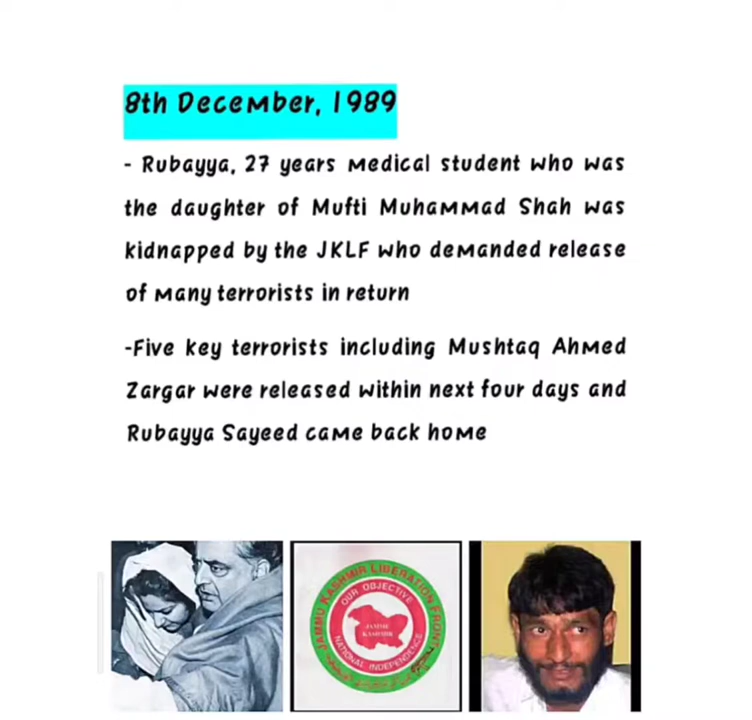 8th December, 1989
- Rubayya, 27 years medical student who was
the daughter of Mufti Muhammad Shah was
kidnapped by the JKLF who demanded release
of many terrorists in return
-Five key terrorists including Mushtaq Ahmed
Zargar were released within next four days and
Rubayya Sayeed came back home
JAMMU KASHMIR LIBERATION FRONT
OUR OBJECTIVE
JAMMU
KASHMIR
NATIONAL INDEPENDENCE